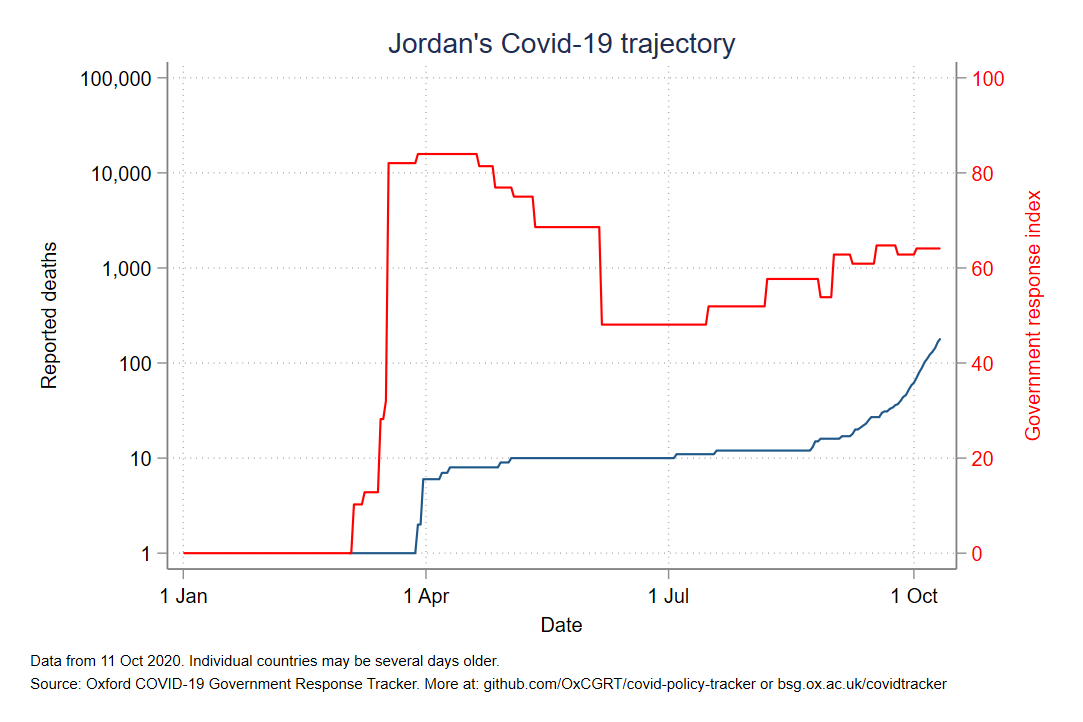 Jordan's Covid-19 trajectory
100,000
10,000
1,000
100
10
1
Reported deaths
100
80
60
40
20
0
Government response index
1 Jan
1 Apr
1 Jul
1 Oct
Date
Data from 11 Oct 2020. Individual countries may be several days older.
Source: Oxford COVID-19 Government Response Tracker. More at: github.com/OxCGRT/covid-policy-tracker or bsg.ox.ac.uk/covidtracker